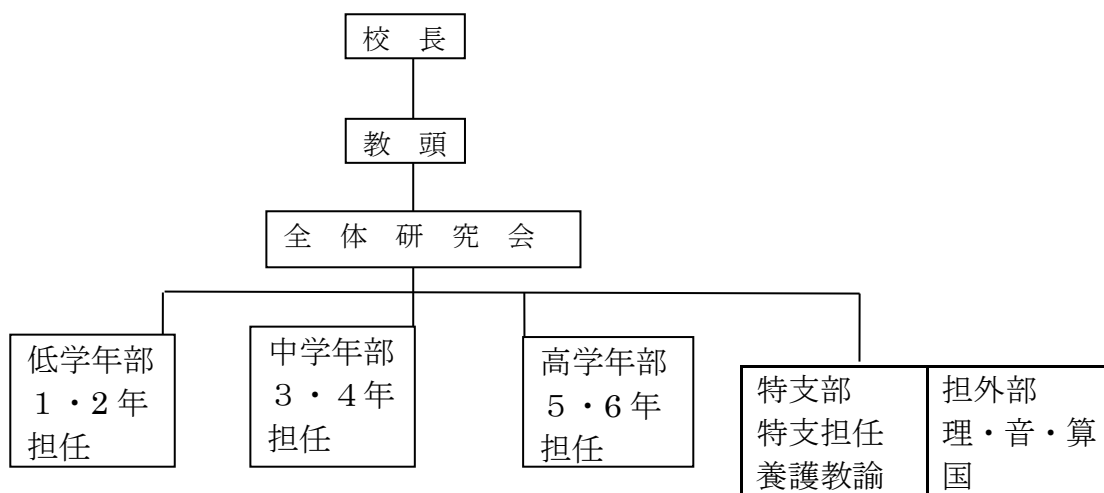 校　長
教　頭
全　体　研　究　会
低学年部
１・２年
担任
中学年部
３・４年
担任
高学年部
５・６年
担任
特支部
特支担任
養護教諭
担外部
理・音・算
国